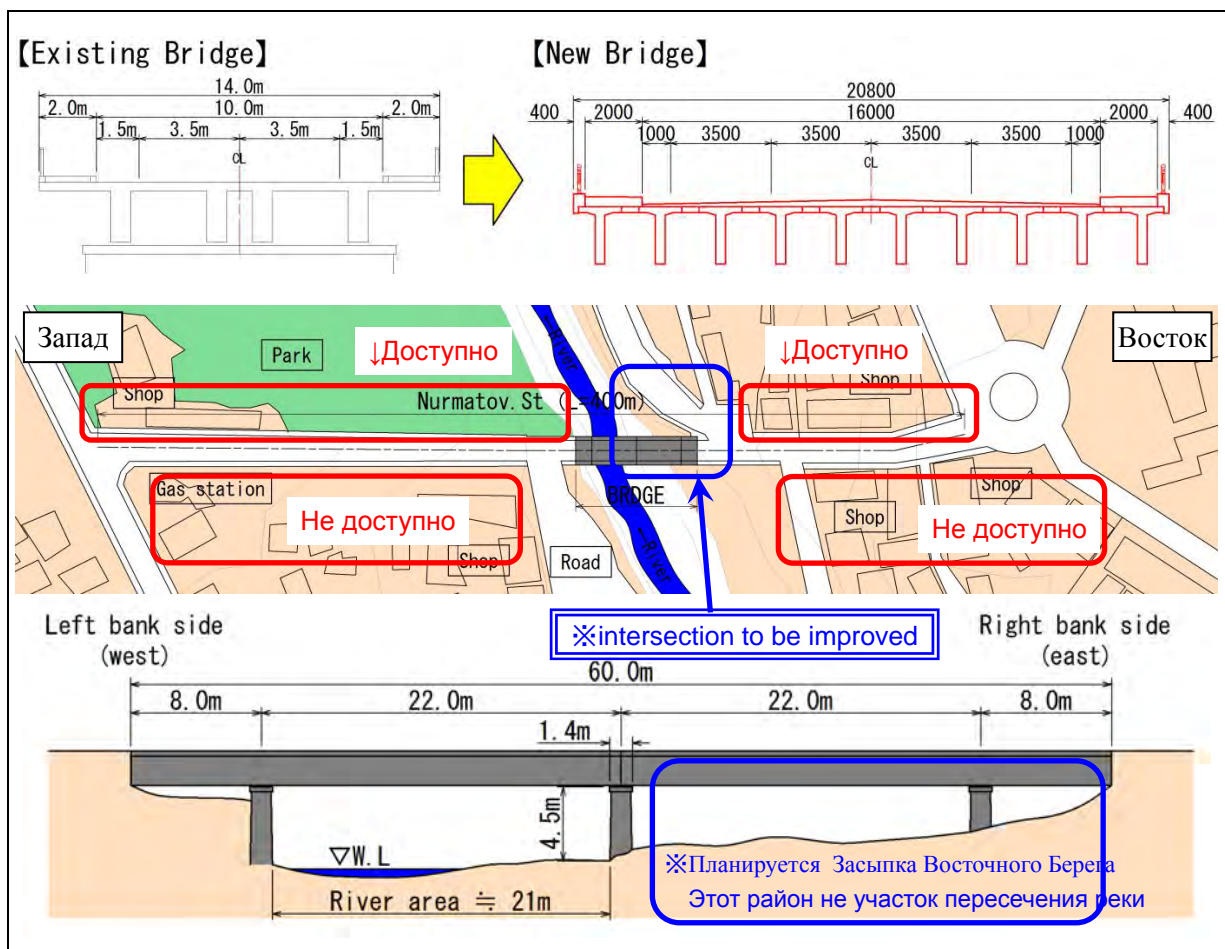 【Existing Bridge】
14.0m
2.0m 10.0m 2.0m
1.5m 3.5m 3.5m 1.5m
CL
【New Bridge】
20800
400 2000 16000 2000 400
1000 3500 3500 3500 3500 1000
CL
Запад
Восток
Park
↓Доступно
↓Доступно
Shop
Shop
Nurmatov.St (L=400m)
River
Gas station
Не доступно
Shop
BRDGE
Road
River
Shop
Shop
Не доступно
※intersection to be improved
Left bank side
(west)
Right bank side
(east)
60.0m
8.0m 22.0m 22.0m 8.0m
1.4m
4.5m
▽W.L
River area ≒ 21m
※Планируется Засыпка Восточного Берега
Этот район не участок пересечения реки